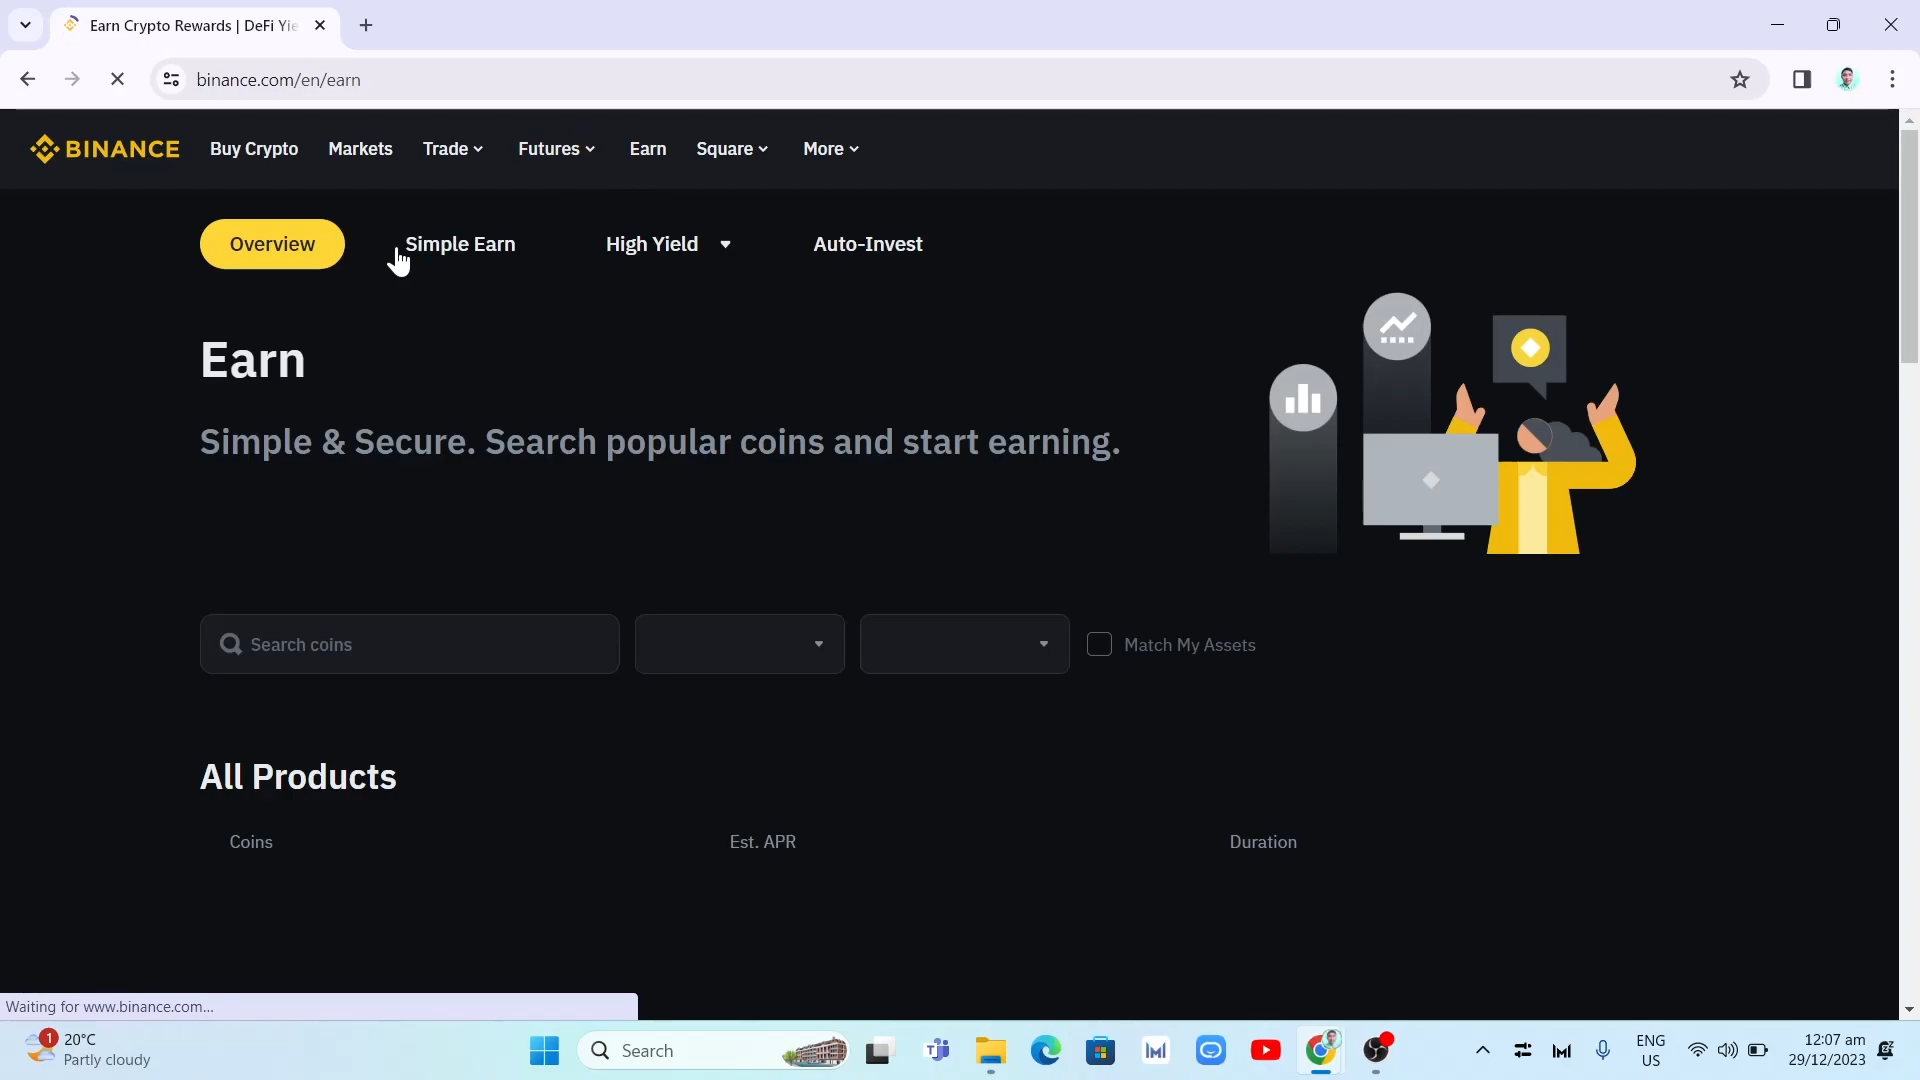 Earn Crypto Rewards | DeFi Yie
binance.com/en/earn
BINANCE Buy Crypto Markets Trade Futures Earn Square More
Overview Simple Earn High Yield Auto-Invest
Earn
Simple & Secure. Search popular coins and start earning.
Search coins Match My Assets
All Products
Coins Est. APR Duration
Waiting for www.binance.com...
1 20°C
Partly cloudy
Search
ENG
US
12:07 am
29/12/2023